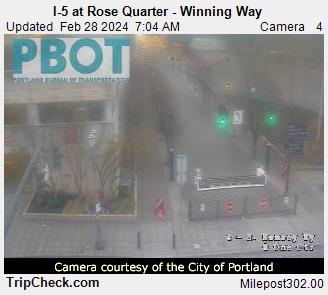 I-5 at Rose Quarter - Winning Way
Updated Feb 28 2024 7:04 AM Camera 4
PBOT
PORTLAND BUREAU OF TRANSPORTATION
Camera courtesy of the City of Portland
TripCheck.com Milepost302.00